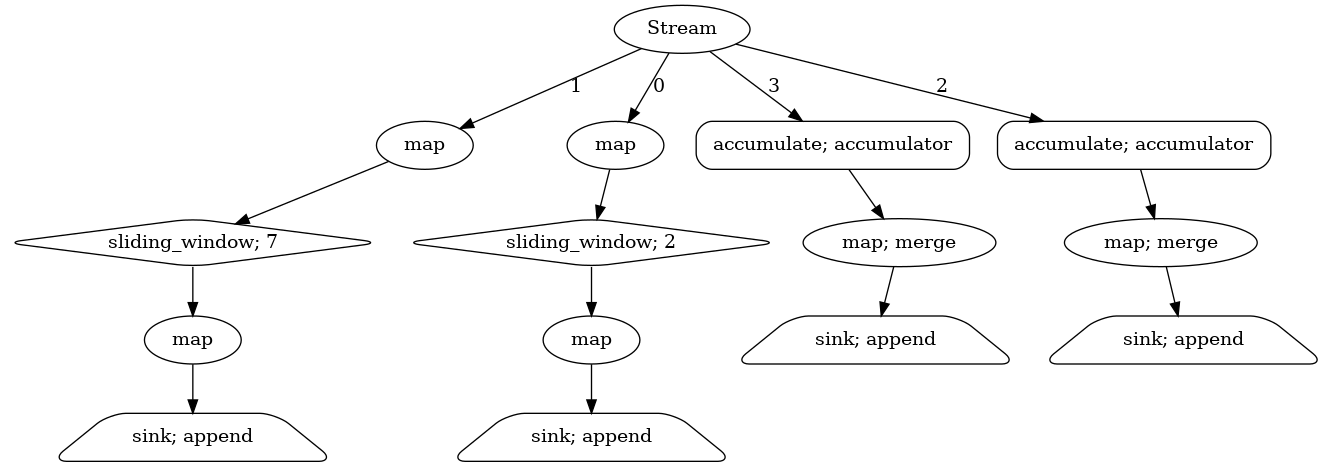 Stream
1
0
3
2
map
map
accumulate; accumulator
accumulate; accumulator
sliding_window; 7
sliding_window; 2
map; merge
map; merge
map
map
sink; append
sink; append
sink; append
sink; append